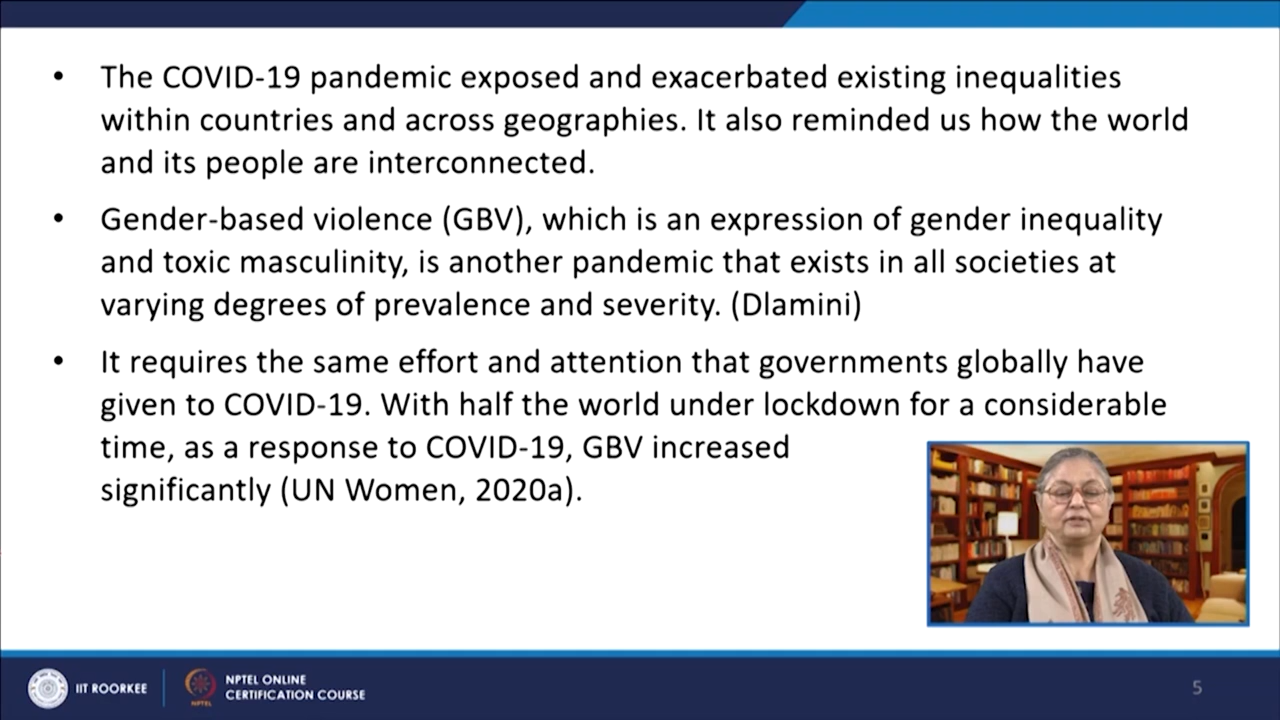 • The COVID-19 pandemic exposed and exacerbated existing inequalities
within countries and across geographies. It also reminded us how the world
and its people are interconnected.
• Gender-based violence (GBV), which is an expression of gender inequality
and toxic masculinity, is another pandemic that exists in all societies at
varying degrees of prevalence and severity. (Dlamini)
• It requires the same effort and attention that governments globally have
given to COVID-19. With half the world under lockdown for a considerable
time, as a response to COVID-19, GBV increased
significantly (UN Women, 2020a).
IIT ROORKEE
NPTEL
NPTEL ONLINE
CERTIFICATION COURSE
5